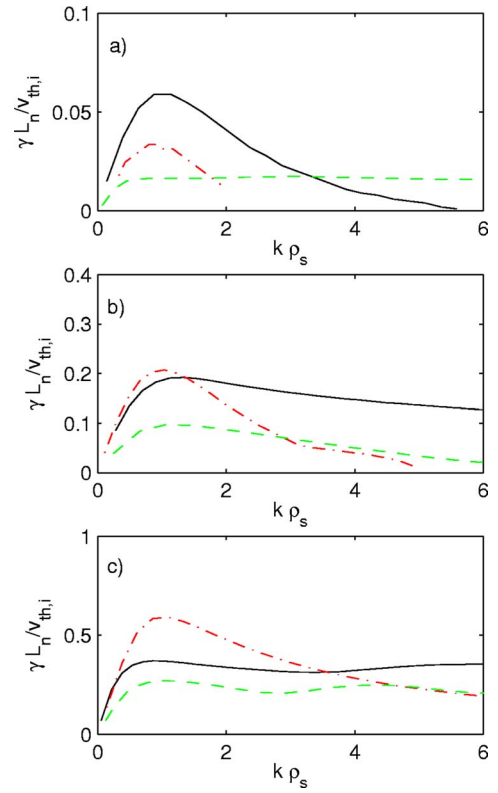 0.1
a)
0.05
0
γ L_n/v_th,i
0 2 4 6
k ρ_s
0.4
b)
0.3
0.2
0.1
0
γ L_n/v_th,i
0 2 4 6
k ρ_s
1
c)
0.5
0
γ L_n/v_th,i
0 2 4 6
k ρ_s